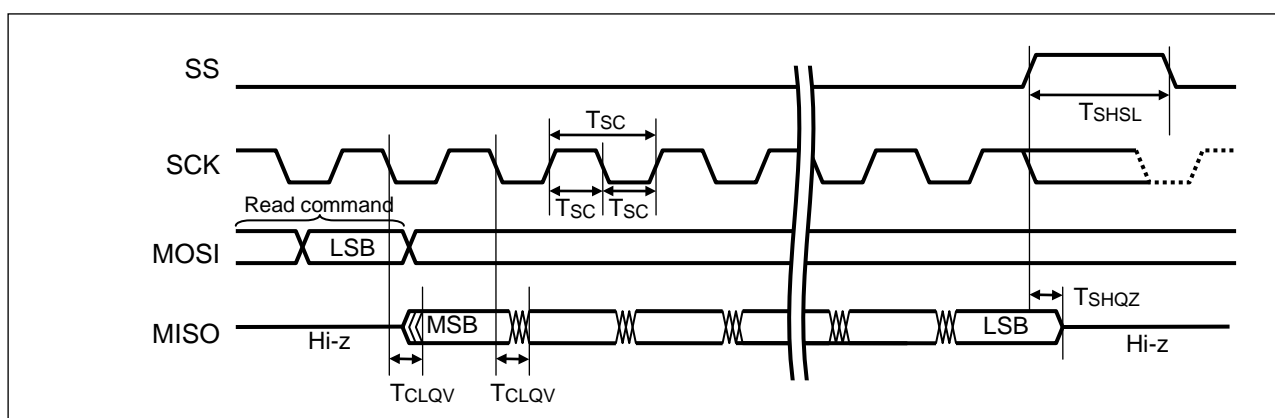 SS
TSHSL
TSC
SCK
TSC TSC
Read command
MOSI
LSB
TSHQZ
MISO
MSB
LSB
Hi-z
Hi-z
TCLQV TCLQV